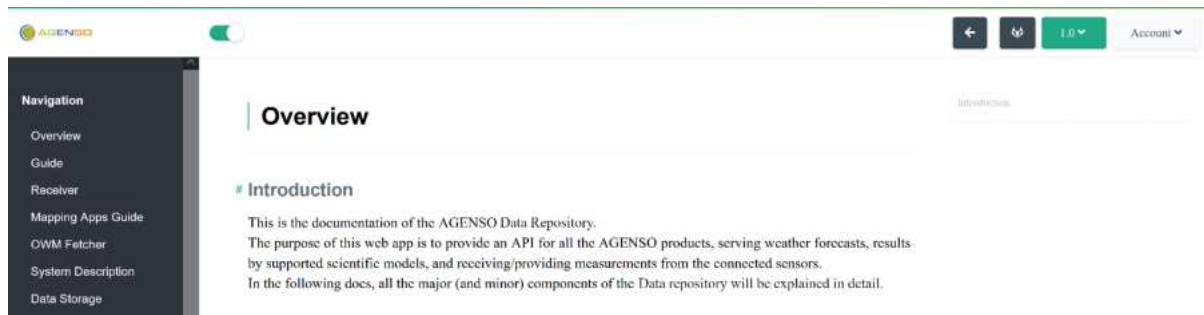 AGENSO
1.0
Account
Navigation
Overview
Guide
Receiver
Mapping Apps Guide
OWM Fetcher
System Description
Data Storage
Overview
# Introduction
This is the documentation of the AGENSO Data Repository.
The purpose of this web app is to provide an API for all the AGENSO products, serving weather forecasts, results
by supported scientific models, and receiving/providing measurements from the connected sensors.
In the following docs, all the major (and minor) components of the Data repository will be explained in detail.
Introduction